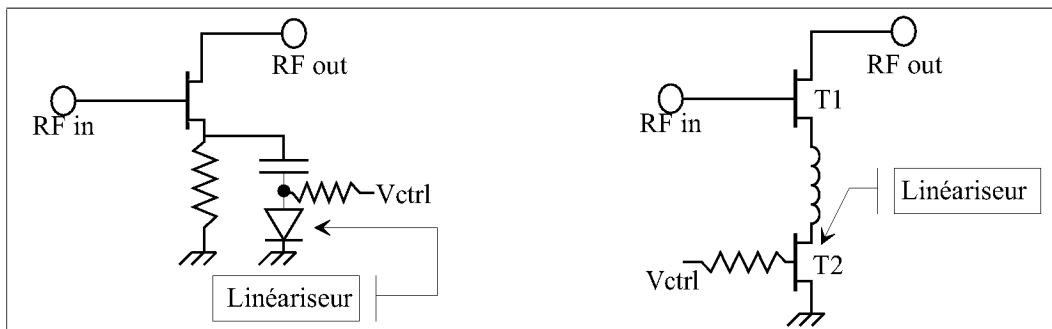 RF out
RF in
Vctrl
Linéariseur
RF out
T1
RF in
Linéariseur
Vctrl
T2